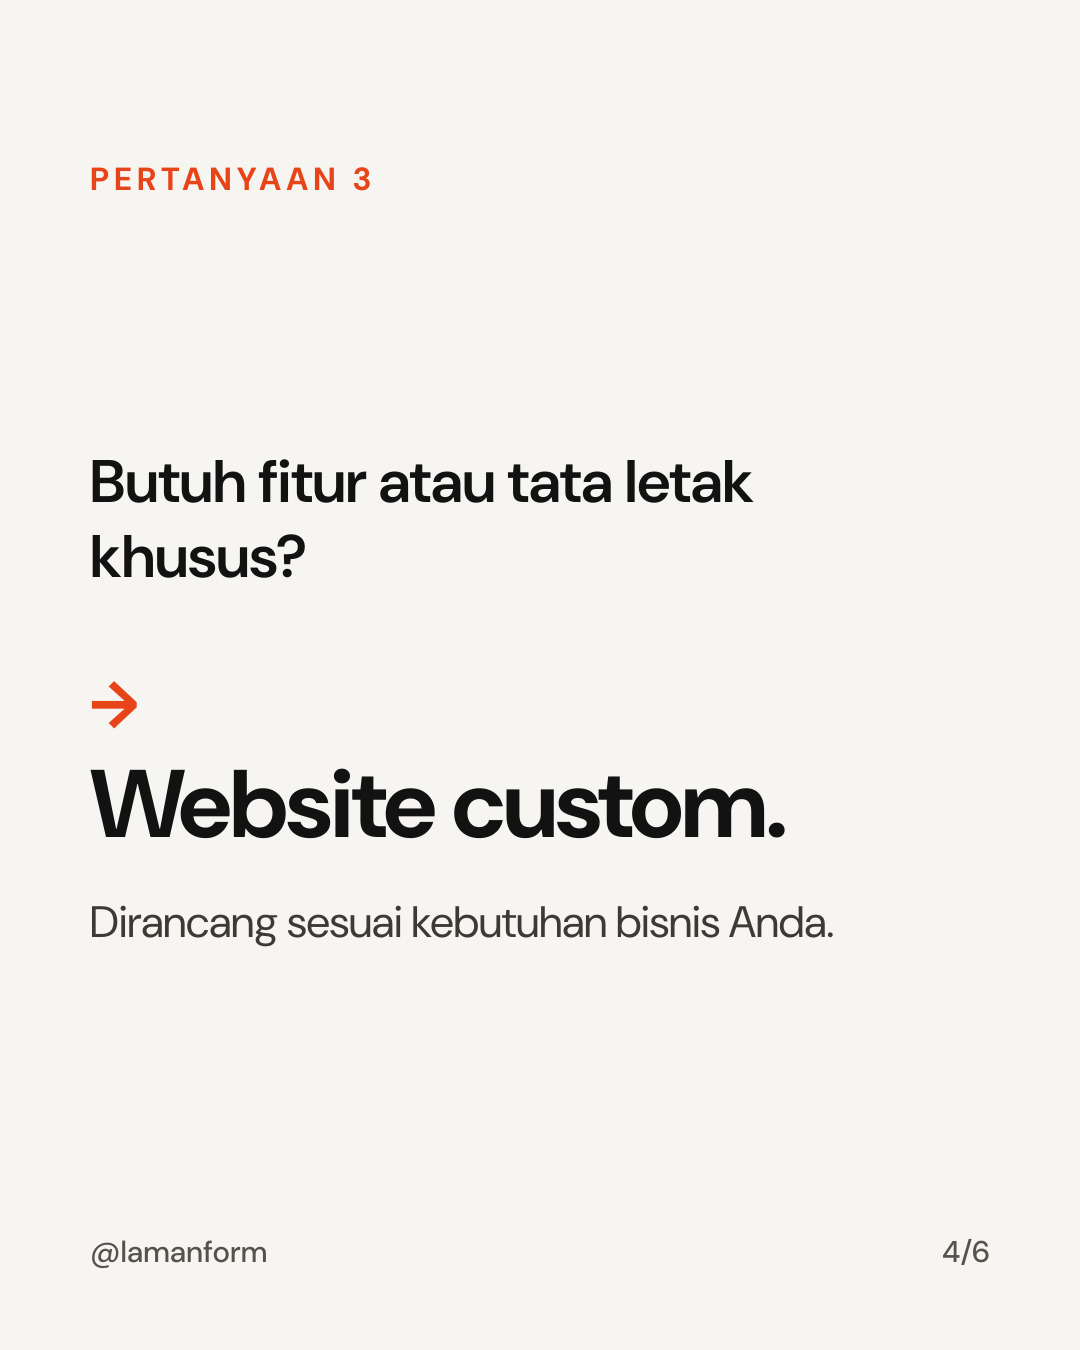 PERTANYAAN 3
Butuh fitur atau tata letak
khusus?
→
Website custom.
Dirancang sesuai kebutuhan bisnis Anda.
@lamanform
4/6